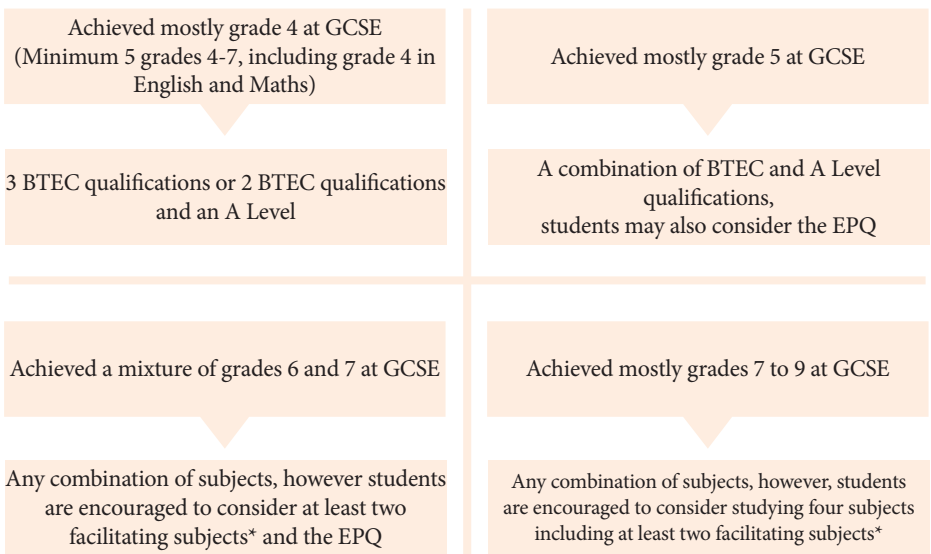 Achieved mostly grade 4 at GCSE
(Minimum 5 grades 4-7, including grade 4 in
English and Maths)
3 BTEC qualifications or 2 BTEC qualifications
and an A Level
Achieved mostly grade 5 at GCSE
A combination of BTEC and A Level
qualifications,
students may also consider the EPQ
Achieved a mixture of grades 6 and 7 at GCSE
Any combination of subjects, however students
are encouraged to consider at least two
facilitating subjects* and the EPQ
Achieved mostly grades 7 to 9 at GCSE
Any combination of subjects, however, students
are encouraged to consider studying four subjects
including at least two facilitating subjects*